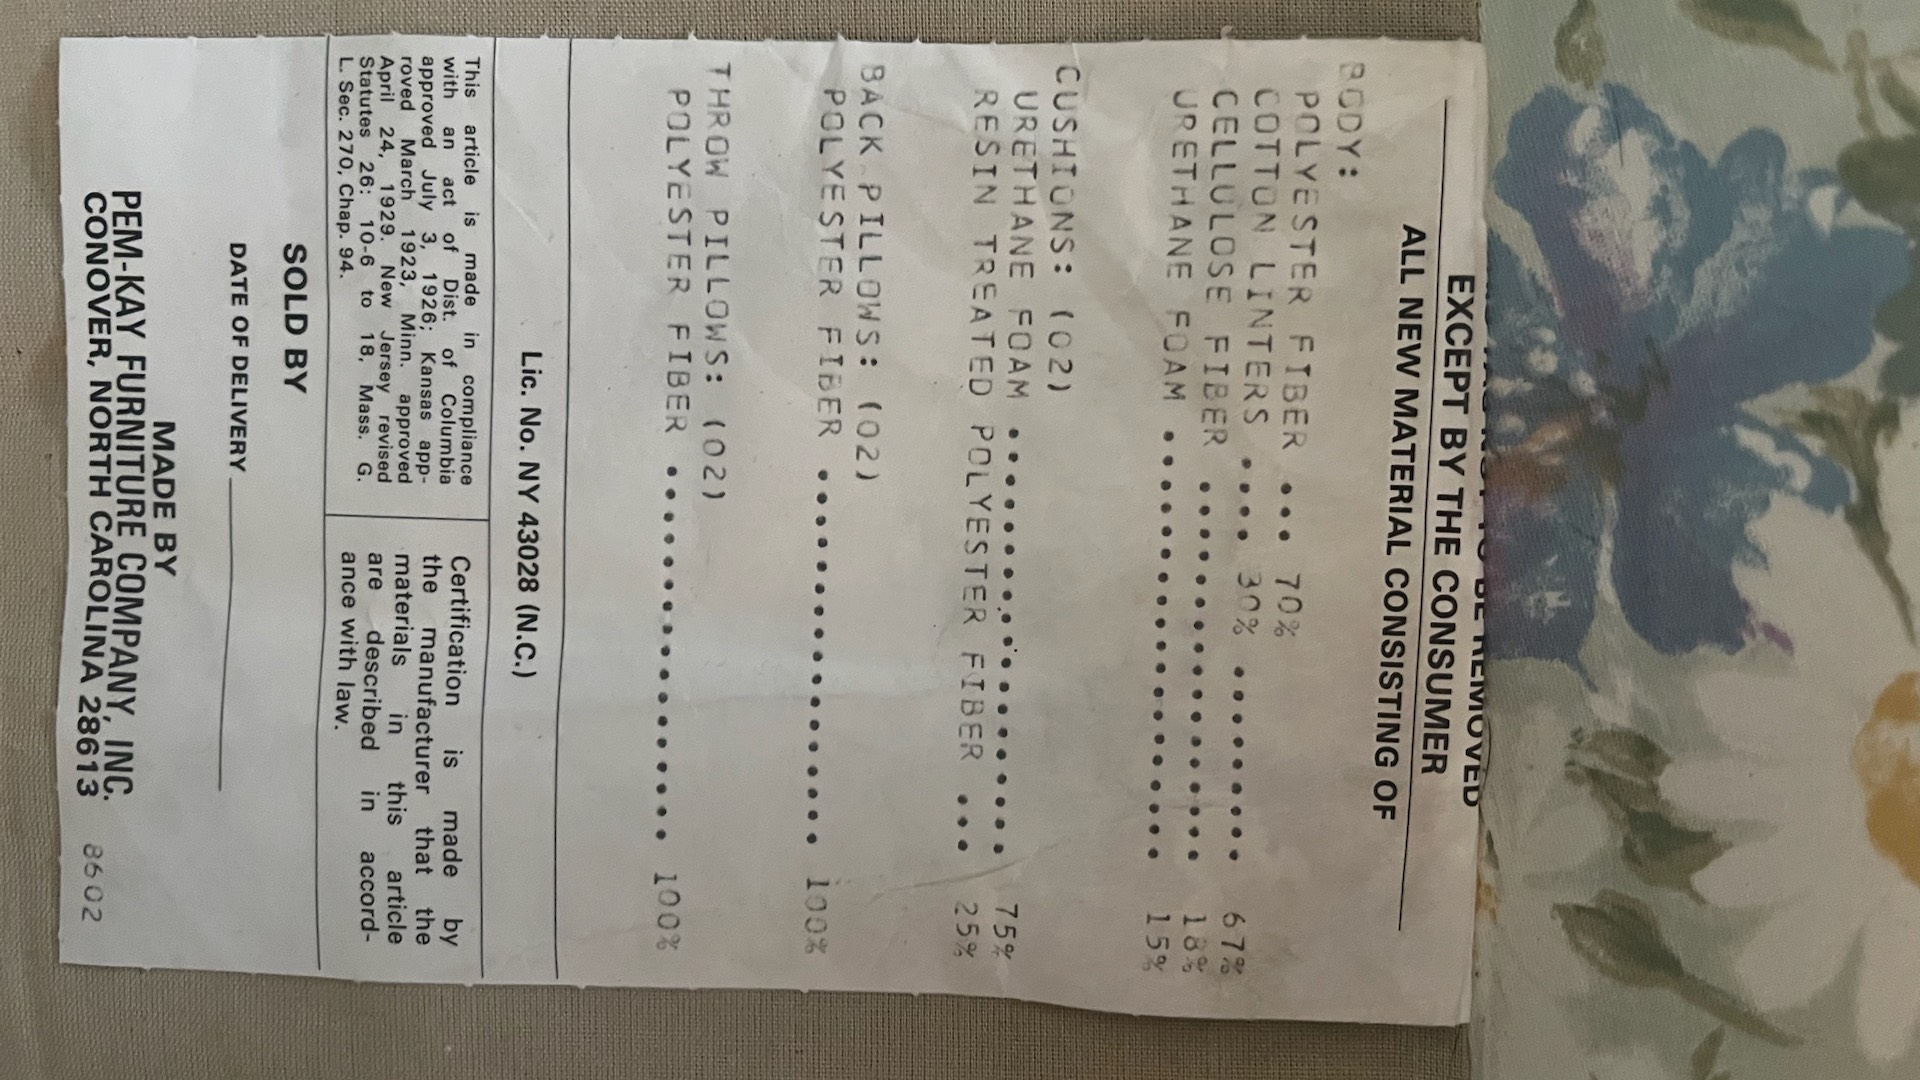 BE REMOVED
EXCEPT BY THE CONSUMER
ALL NEW MATERIAL CONSISTING OF
BODY:
POLYESTER FIBER ... 70%
COTTON LINTERS .... 30% ......... 67%
CELLULOSE FIBER ................. 18%
URETHANE FOAM ................... 15%
CUSHIONS: (02)
URETHANE FOAM ................... 75%
RESIN TREATED POLYESTER FIBER ... 25%
BACK PILLOWS: (02)
POLYESTER FIBER ................. 100%
THROW PILLOWS: (02)
POLYESTER FIBER ................. 100%
Lic. No. NY 43028 (N.C.)
This article is made in compliance
with an act of Dist. of Columbia
approved July 3, 1926; Kansas app-
roved March 1923, Minn. approved
April 24, 1929. New Jersey revised
Statutes 26: 10-6 to 18, Mass. G.
L. Sec. 270, Chap. 94.
Certification is made by
the manufacturer that the
materials in this article
are described in accord-
ance with law.
SOLD BY
DATE OF DELIVERY
MADE BY
PEM-KAY FURNITURE COMPANY, INC.
CONOVER, NORTH CAROLINA 28613 8602